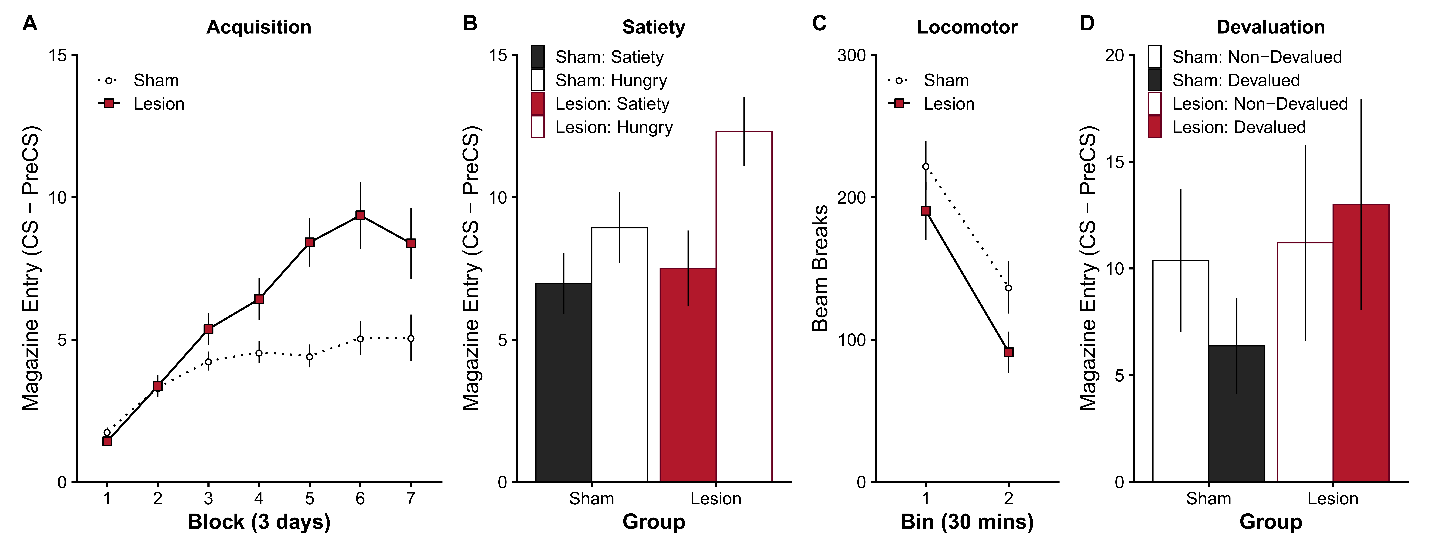 A
Acquisition
15
10
5
0
Sham
Lesion
Magazine Entry (CS − PreCS)
1 2 3 4 5 6 7
Block (3 days)
B
Satiety
15
10
5
0
Sham: Satiety
Sham: Hungry
Lesion: Satiety
Lesion: Hungry
Magazine Entry (CS − PreCS)
Sham Lesion
Group
C
Locomotor
300
200
100
0
Sham
Lesion
Beam Breaks
1 2
Bin (30 mins)
D
Devaluation
20
15
10
5
0
Sham: Non−Devalued
Sham: Devalued
Lesion: Non−Devalued
Lesion: Devalued
Magazine Entry (CS − PreCS)
Sham Lesion
Group